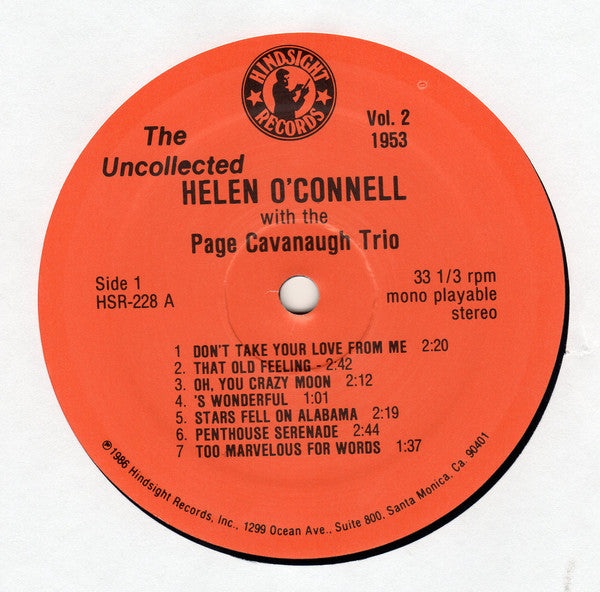 HINDSIGHT
RECORDS
The
Uncollected
Vol. 2
1953
HELEN O'CONNELL
with the
Page Cavanaugh Trio
Side 1
HSR-228 A
33 1/3 rpm
mono playable
stereo
1 DON'T TAKE YOUR LOVE FROM ME 2:20
2. THAT OLD FEELING - 2:42
3. OH, YOU CRAZY MOON 2:12
4. 'S WONDERFUL 1:01
5. STARS FELL ON ALABAMA 2:19
6. PENTHOUSE SERENADE 2:44
7 TOO MARVELOUS FOR WORDS 1:37
℗1986 Hindsight Records, Inc., 1299 Ocean Ave., Suite 800, Santa Monica, Ca. 90401